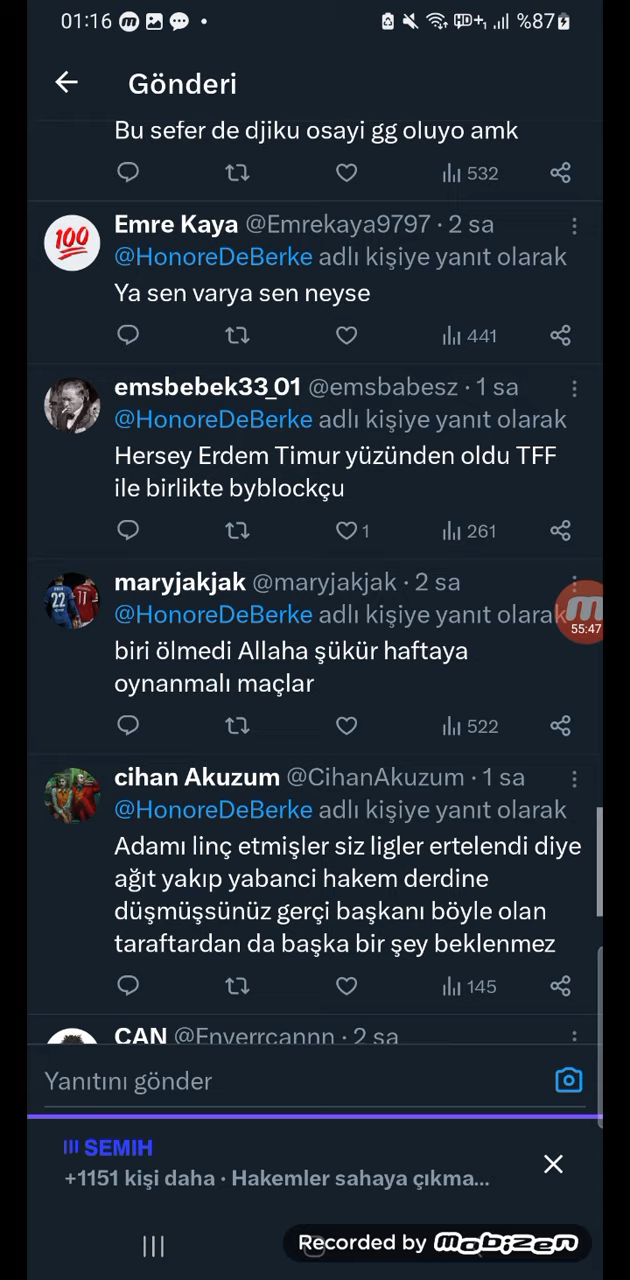 01:16
%87
Gönderi
Bu sefer de djiku osayi gg oluyo amk
532
Emre Kaya @Emrekaya9797 · 2 sa
@HonoreDeBerke adlı kişiye yanıt olarak
Ya sen varya sen neyse
441
emsbebek33_01 @emsbabesz · 1 sa
@HonoreDeBerke adlı kişiye yanıt olarak
Hersey Erdem Timur yüzünden oldu TFF
ile birlikte byblockçu
1 261
maryjakjak @maryjakjak · 2 sa
@HonoreDeBerke adlı kişiye yanıt olarak
55:47
biri ölmedi Allaha şükür haftaya
oynanmalı maçlar
522
cihan Akuzum @CihanAkuzum · 1 sa
@HonoreDeBerke adlı kişiye yanıt olarak
Adamı linç etmişler siz ligler ertelendi diye
ağıt yakıp yabanci hakem derdine
düşmüşsünüz gerçi başkanı böyle olan
taraftardan da başka bir şey beklenmez
145
CAN @Enverrcannn · 2 sa
Yanıtını gönder
SEMIH
+1151 kişi daha · Hakemler sahaya çıkma...
Recorded by mobizen